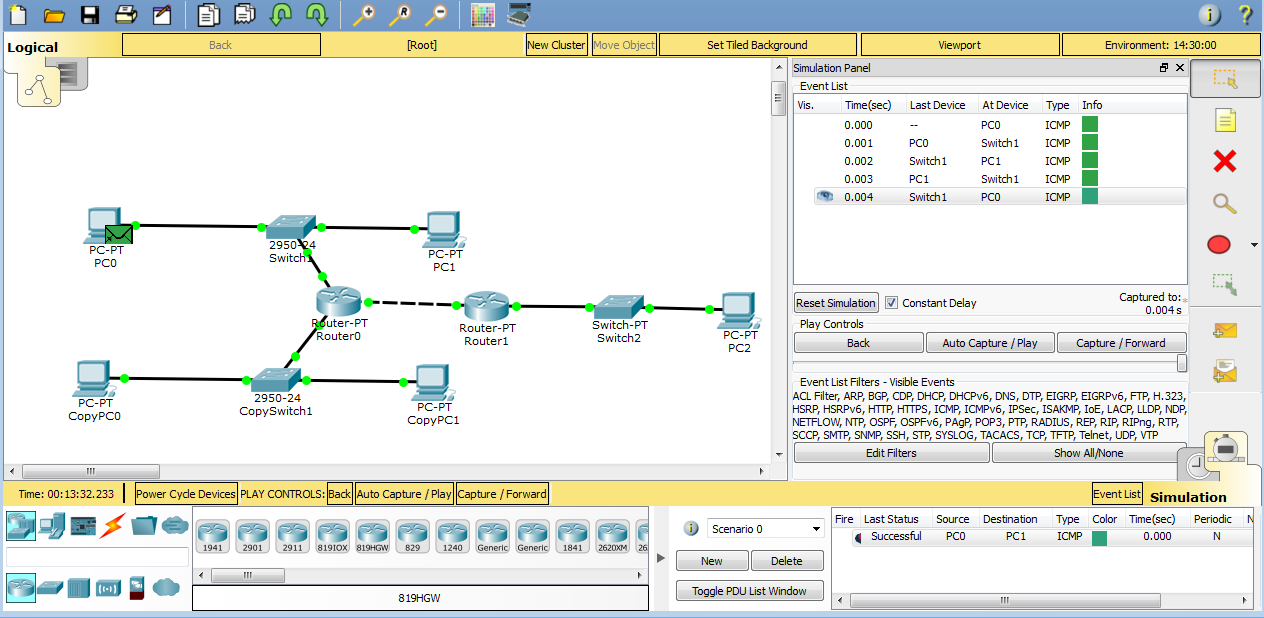 Logical
Back
[Root]
New Cluster
Move Object
Set Tiled Background
Viewport
Environment: 14:30:00
PC-PT
PC0
2950-24
Switch1
PC-PT
PC1
Router-PT
Router0
Router-PT
Router1
Switch-PT
Switch2
PC-PT
PC2
PC-PT
CopyPC0
2950-24
CopySwitch1
PC-PT
CopyPC1
Simulation Panel
Event List
Vis. Time(sec) Last Device At Device Type Info
0.000 -- PC0 ICMP
0.001 PC0 Switch1 ICMP
0.002 Switch1 PC1 ICMP
0.003 PC1 Switch1 ICMP
0.004 Switch1 PC0 ICMP
Reset Simulation
Constant Delay
Captured to:
0.004 s
Play Controls
Back
Auto Capture / Play
Capture / Forward
Event List Filters - Visible Events
ACL Filter, ARP, BGP, CDP, DHCP, DHCPv6, DNS, DTP, EIGRP, EIGRPv6, FTP, H.323,
HSRP, HSRPv6, HTTP, HTTPS, ICMP, ICMPv6, IPSec, ISAKMP, IoE, LACP, LLDP, NDP,
NETFLOW, NTP, OSPF, OSPFv6, PAgP, POP3, PTP, RADIUS, REP, RIP, RIPng, RTP,
SCCP, SMTP, SNMP, SSH, STP, SYSLOG, TACACS, TCP, TFTP, Telnet, UDP, VTP
Edit Filters
Show All/None
Time: 00:13:32.233
Power Cycle Devices
PLAY CONTROLS:
Back
Auto Capture / Play
Capture / Forward
Event List
Simulation
1941
2901
2911
819IOX
819HGW
829
1240
Generic
Generic
1841
2620XM
819HGW
Scenario 0
New
Delete
Toggle PDU List Window
Fire Last Status Source Destination Type Color Time(sec) Periodic N
Successful PC0 PC1 ICMP 0.000 N